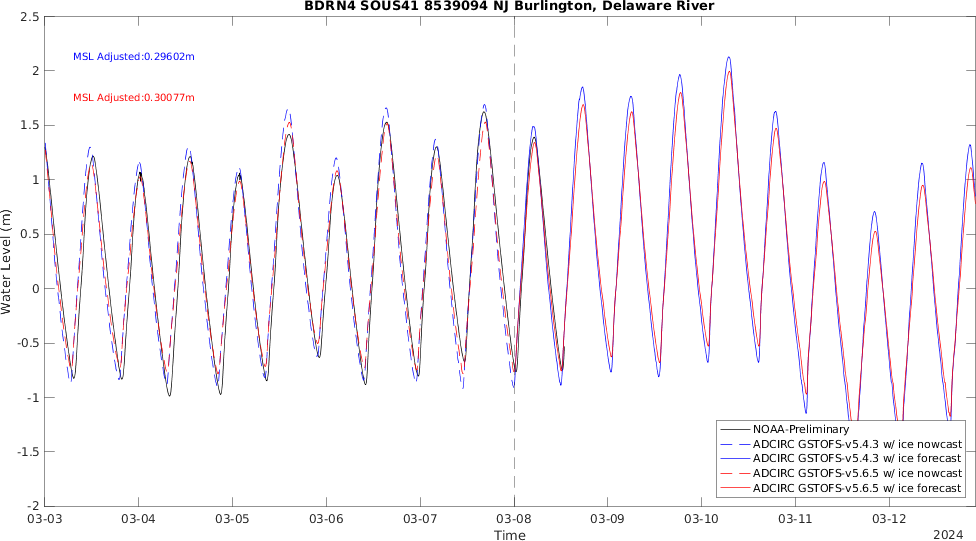 BDRN4 SOUS41 8539094 NJ Burlington, Delaware River
2.5
MSL Adjusted:0.29602m
2
MSL Adjusted:0.30077m
1.5
1
0.5
0
-0.5
-1
-1.5
-2
Water Level (m)
NOAA-Preliminary
ADCIRC GSTOFS-v5.4.3 w/ ice nowcast
ADCIRC GSTOFS-v5.4.3 w/ ice forecast
ADCIRC GSTOFS-v5.6.5 w/ ice nowcast
ADCIRC GSTOFS-v5.6.5 w/ ice forecast
03-03 03-04 03-05 03-06 03-07 03-08 03-09 03-10 03-11 03-12
Time
2024